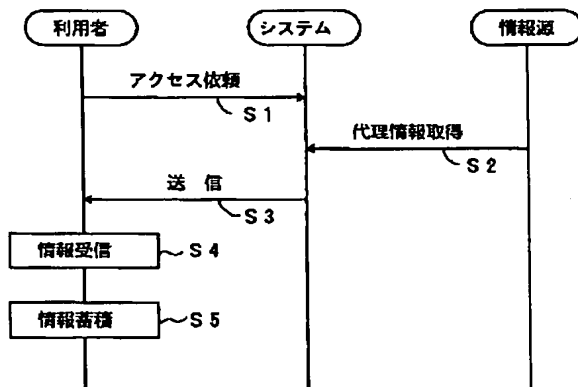 利用者
システム
情報源
アクセス依頼
S1
代理情報取得
S2
送 信
S3
情報受信
S4
情報蓄積
S5